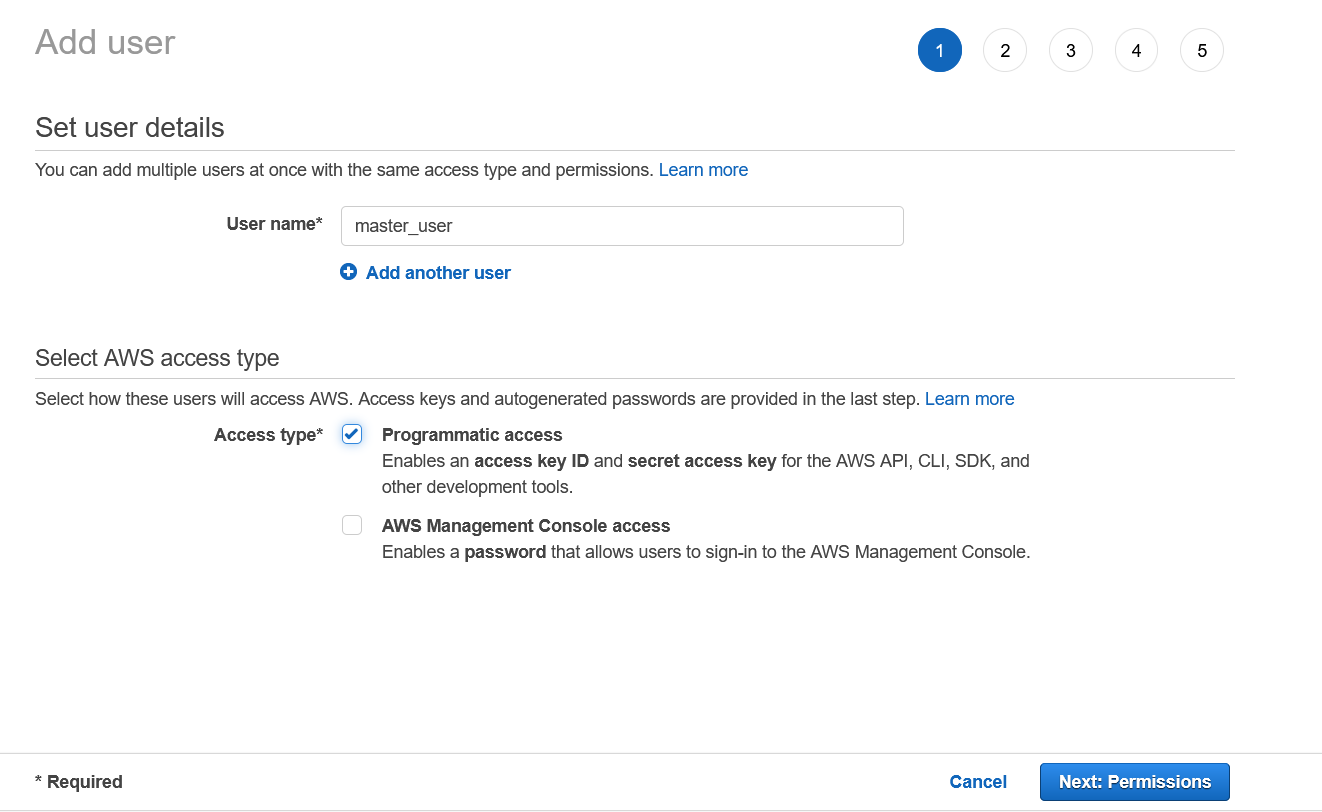 Add user
1 2 3 4 5
Set user details
You can add multiple users at once with the same access type and permissions. Learn more
User name* master_user
Add another user
Select AWS access type
Select how these users will access AWS. Access keys and autogenerated passwords are provided in the last step. Learn more
Access type* Programmatic access
Enables an access key ID and secret access key for the AWS API, CLI, SDK, and
other development tools.
AWS Management Console access
Enables a password that allows users to sign-in to the AWS Management Console.
* Required Cancel Next: Permissions